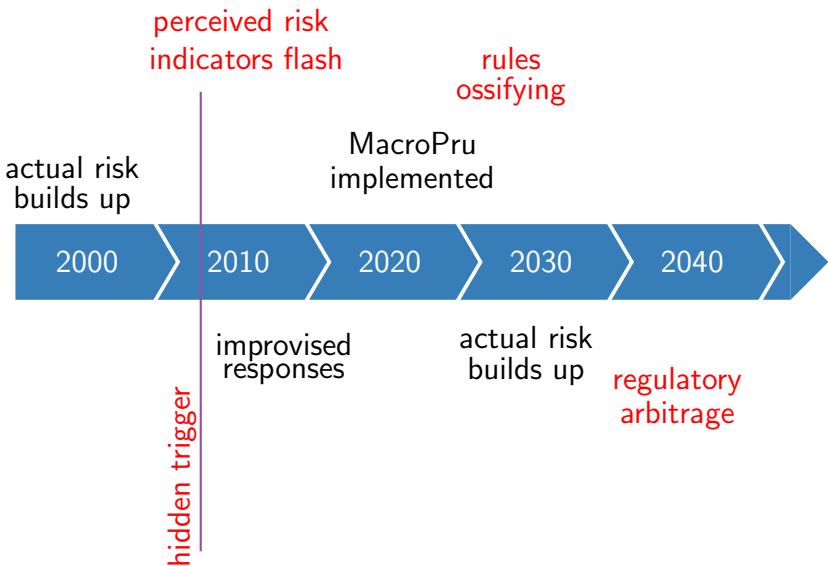 perceived risk
indicators flash
rules
ossifying
MacroPru
implemented
actual risk
builds up
2000
2010
2020
2030
2040
improvised
responses
actual risk
builds up
regulatory
arbitrage
hidden trigger